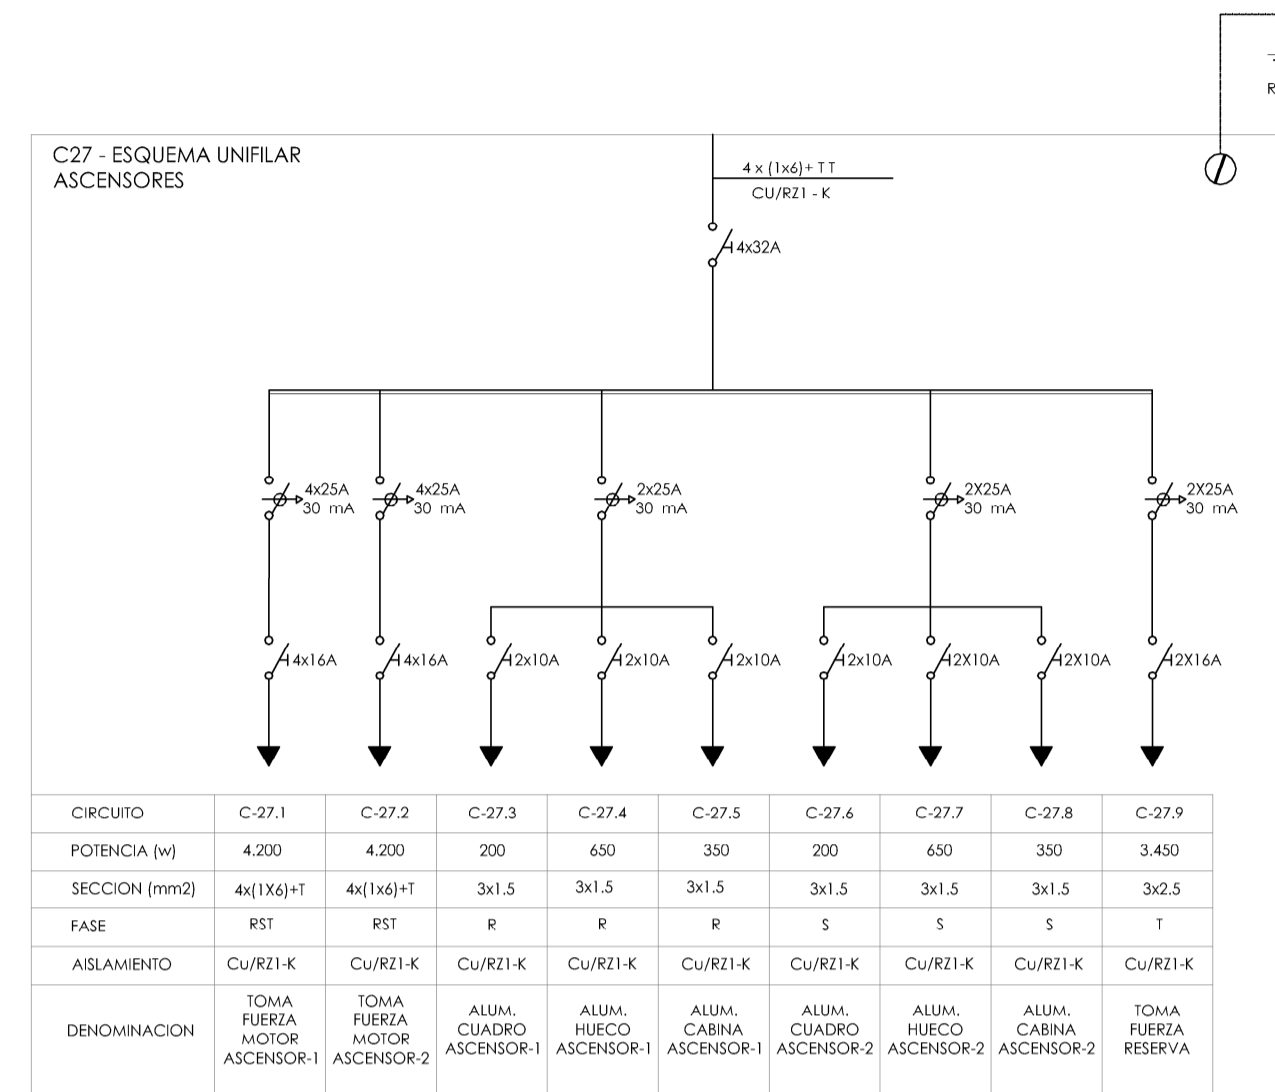 R
C27 - ESQUEMA UNIFILAR
ASCENSORES
4 x (1x6)+ T T
CU/RZ1 - K
4x32A
4x25A
30 mA
4x25A
30 mA
2x25A
30 mA
2X25A
30 mA
2X25A
30 mA
4x16A
4x16A
2x10A
2x10A
2x10A
2x10A
2X10A
2X10A
2X16A
CIRCUITO C-27.1 C-27.2 C-27.3 C-27.4 C-27.5 C-27.6 C-27.7 C-27.8 C-27.9
POTENCIA (w) 4.200 4.200 200 650 350 200 650 350 3.450
SECCION (mm2) 4x(1X6)+T 4x(1x6)+T 3x1.5 3x1.5 3x1.5 3x1.5 3x1.5 3x1.5 3x2.5
FASE RST RST R R R S S S T
AISLAMIENTO Cu/RZ1-K Cu/RZ1-K Cu/RZ1-K Cu/RZ1-K Cu/RZ1-K Cu/RZ1-K Cu/RZ1-K Cu/RZ1-K Cu/RZ1-K
DENOMINACION
TOMA
FUERZA
MOTOR
ASCENSOR-1
TOMA
FUERZA
MOTOR
ASCENSOR-2
ALUM.
CUADRO
ASCENSOR-1
ALUM.
HUECO
ASCENSOR-1
ALUM.
CABINA
ASCENSOR-1
ALUM.
CUADRO
ASCENSOR-2
ALUM.
HUECO
ASCENSOR-2
ALUM.
CABINA
ASCENSOR-2
TOMA
FUERZA
RESERVA